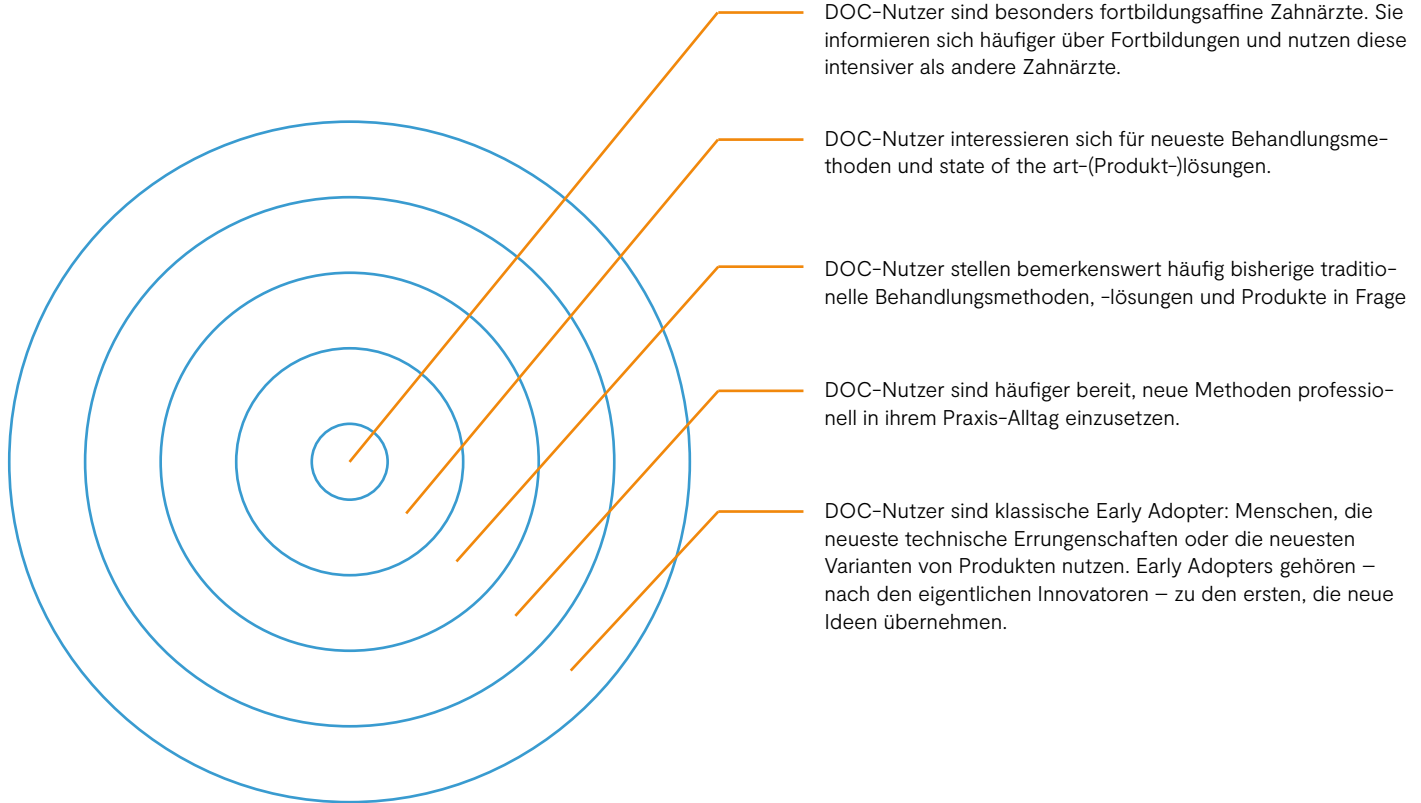 DOC-Nutzer sind besonders fortbildungsaffine Zahnärzte. Sie
informieren sich häufiger über Fortbildungen und nutzen diese
intensiver als andere Zahnärzte.
DOC-Nutzer interessieren sich für neueste Behandlungsme-
thoden und state of the art-(Produkt-)lösungen.
DOC-Nutzer stellen bemerkenswert häufig bisherige traditio-
nelle Behandlungsmethoden, -lösungen und Produkte in Frage
DOC-Nutzer sind häufiger bereit, neue Methoden professio-
nell in ihrem Praxis-Alltag einzusetzen.
DOC-Nutzer sind klassische Early Adopter: Menschen, die
neueste technische Errungenschaften oder die neuesten
Varianten von Produkten nutzen. Early Adopters gehören –
nach den eigentlichen Innovatoren – zu den ersten, die neue
Ideen übernehmen.